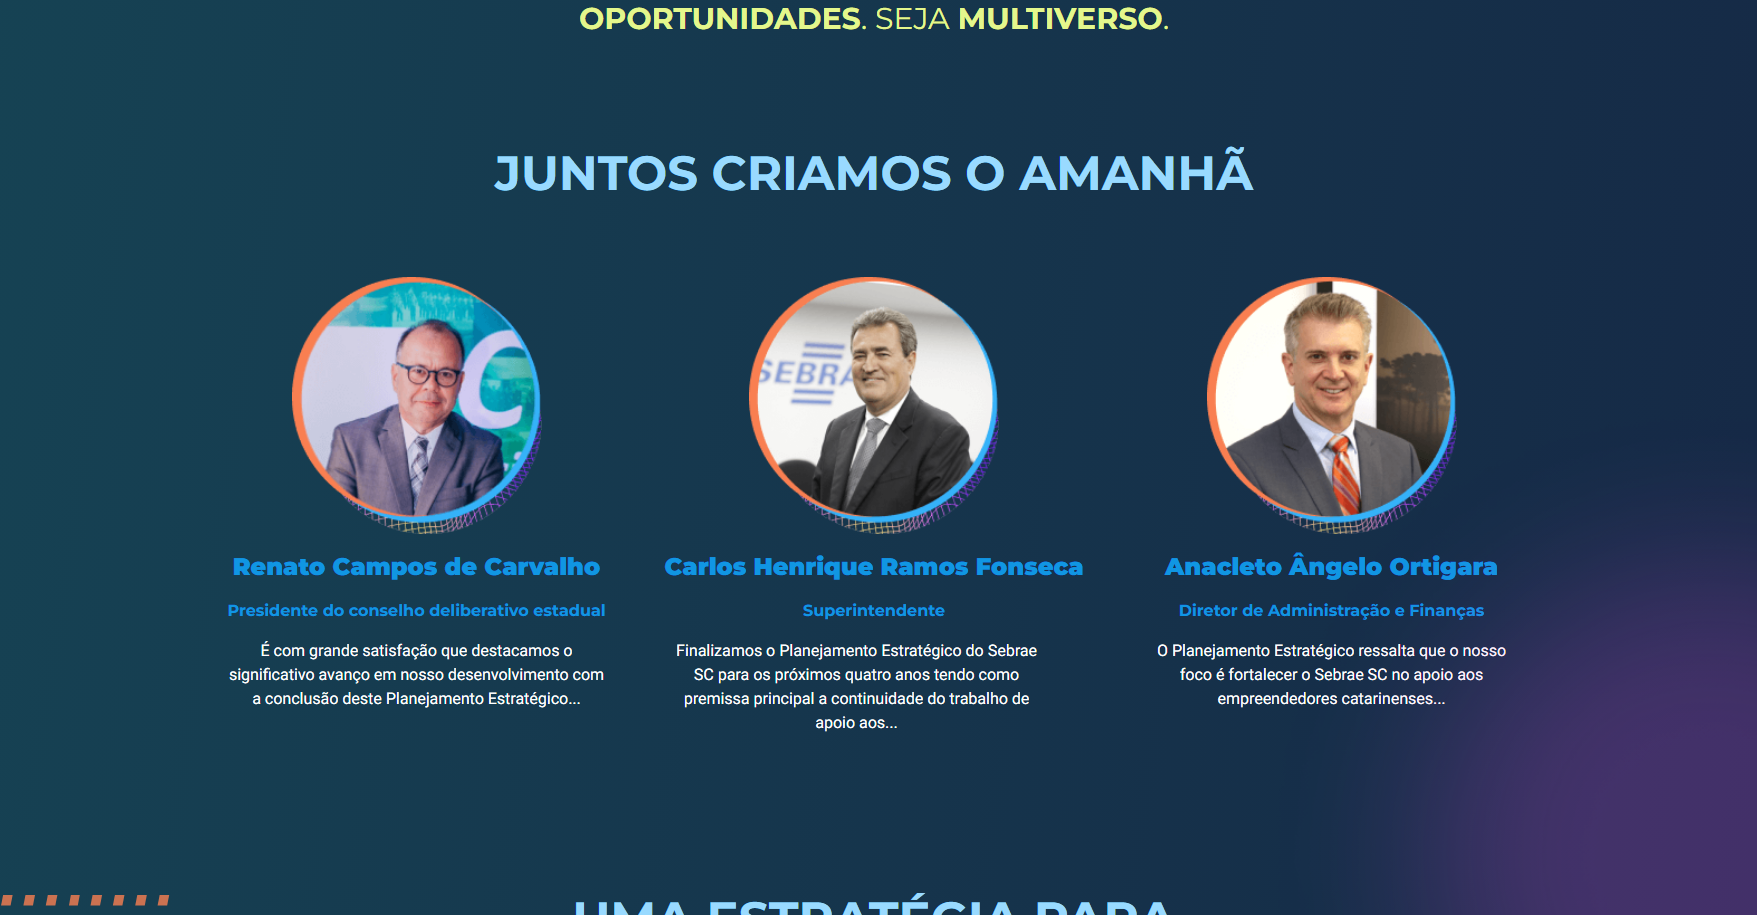 OPORTUNIDADES. SEJA MULTIVERSO.
JUNTOS CRIAMOS O AMANHÃ
SEBRA
C
Renato Campos de Carvalho
Presidente do conselho deliberativo estadual
É com grande satisfação que destacamos o
significativo avanço em nosso desenvolvimento com
a conclusão deste Planejamento Estratégico...
Carlos Henrique Ramos Fonseca
Superintendente
Finalizamos o Planejamento Estratégico do Sebrae
SC para os próximos quatro anos tendo como
premissa principal a continuidade do trabalho de
apoio aos...
Anacleto Ângelo Ortigara
Diretor de Administração e Finanças
O Planejamento Estratégico ressalta que o nosso
foco é fortalecer o Sebrae SC no apoio aos
empreendedores catarinenses...
UMA ESTRATÉGIA PARA